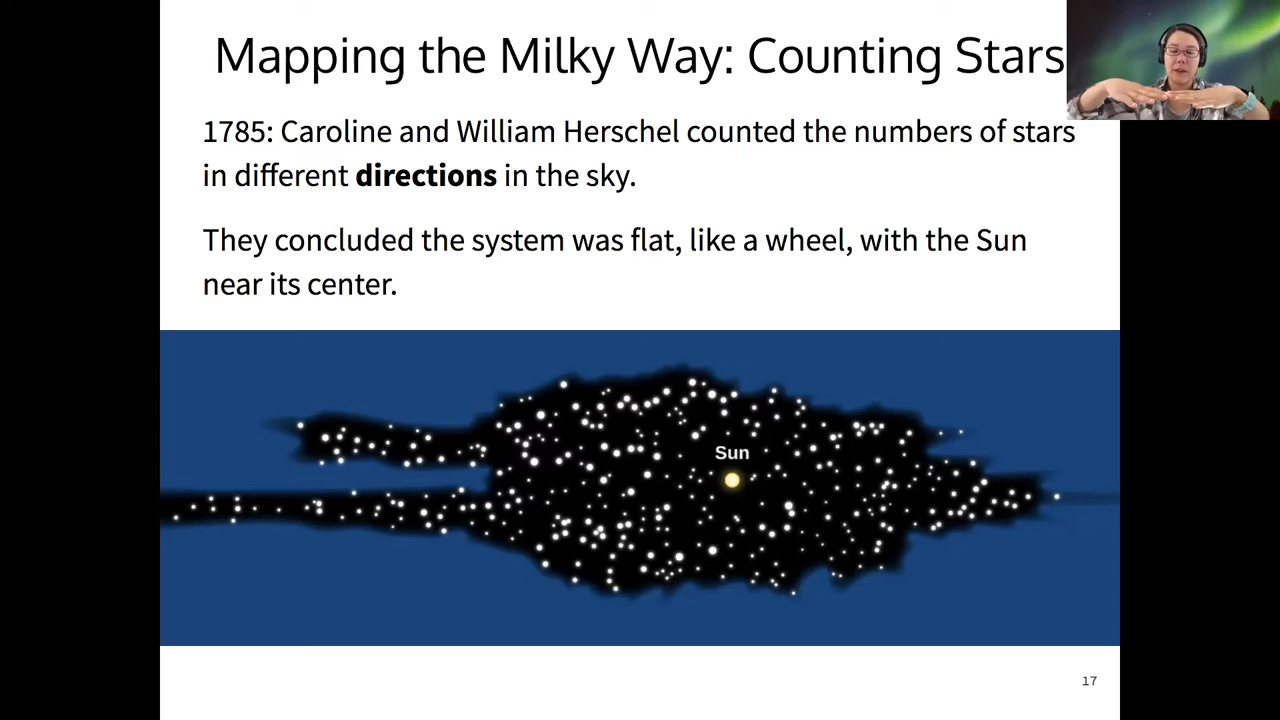 Mapping the Milky Way: Counting Stars
1785: Caroline and William Herschel counted the numbers of stars
in different directions in the sky.
They concluded the system was flat, like a wheel, with the Sun
near its center.
Sun
17